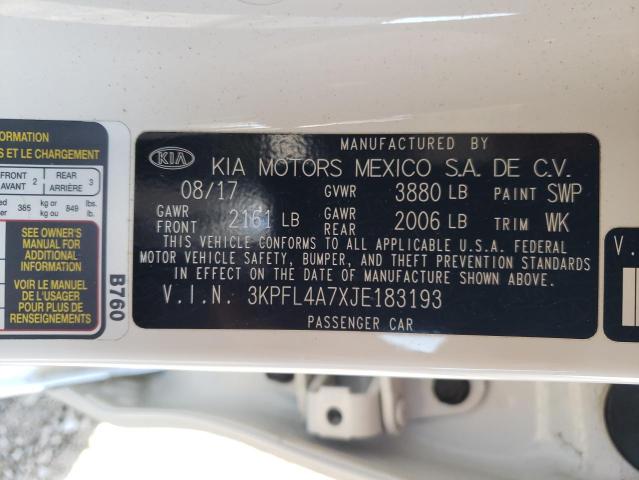 ORMATION
S ET LE CHARGEMENT
FRONT 2 REAR 3
AVANT ARRIÈRE
385 kg or 849 lbs.
kg ou lb.
SEE OWNER'S
MANUAL FOR
ADDITIONAL
INFORMATION
VOIR LE MANUEL
DE L'USAGER
POUR PLUS DE
RENSEIGNEMENTS
B760
MANUFACTURED BY
KIA KIA MOTORS MEXICO S.A. DE C.V.
08/17 GVWR 3880 LB PAINT SWP
GAWR FRONT 2161 LB GAWR REAR 2006 LB TRIM WK
THIS VEHICLE CONFORMS TO ALL APPLICABLE U.S.A. FEDERAL
MOTOR VEHICLE SAFETY, BUMPER, AND THEFT PREVENTION STANDARDS
IN EFFECT ON THE DATE OF MANUFACTURE SHOWN ABOVE.
V.I.N. 3KPFL4A7XJE183193
PASSENGER CAR
V.